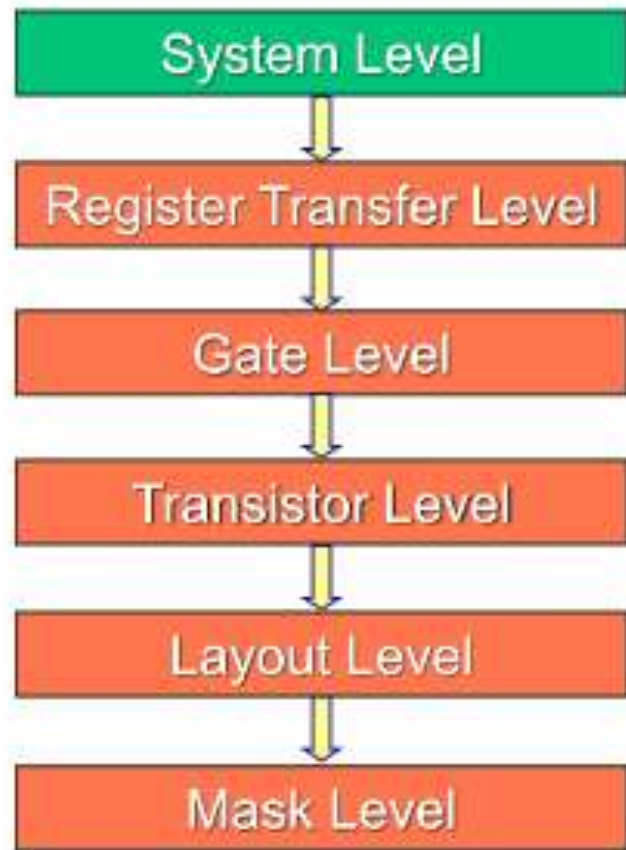 System Level
Register Transfer Level
Gate Level
Transistor Level
Layout Level
Mask Level